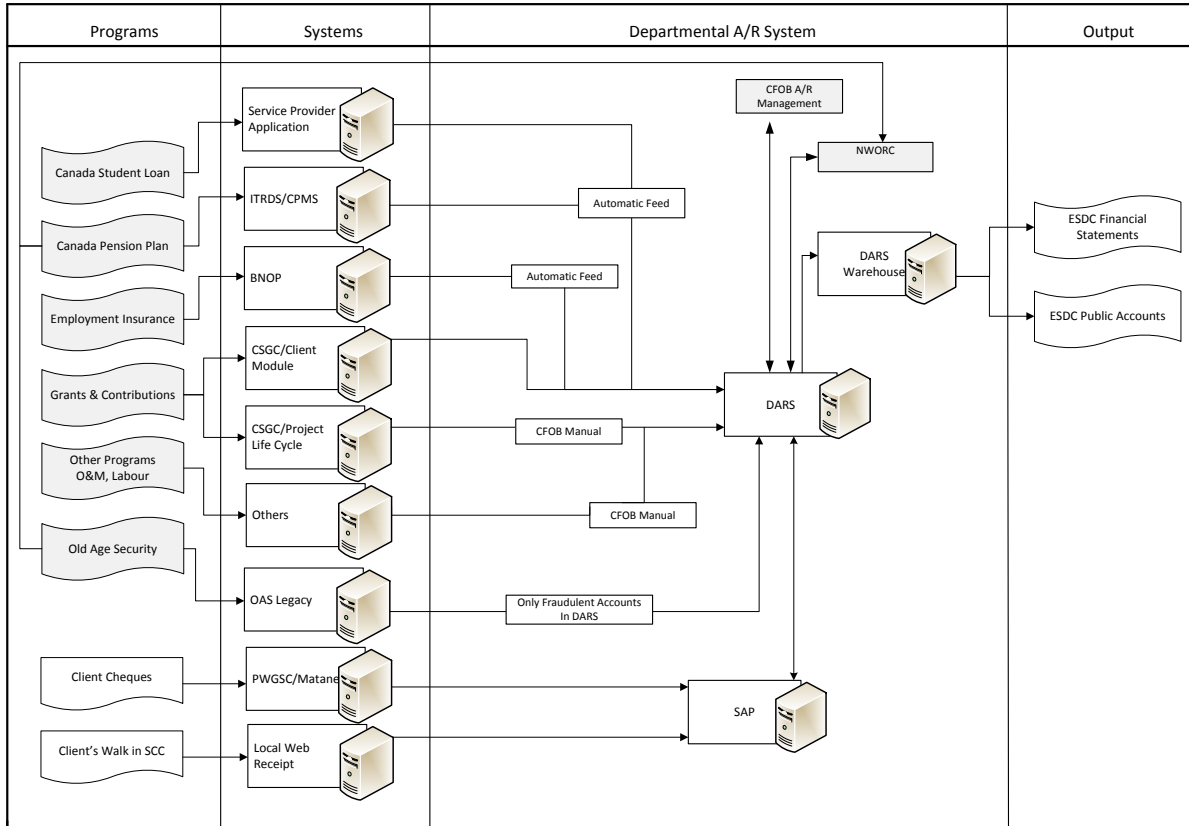 Programs
Systems
Departmental A/R System
Output
Canada Student Loan
Canada Pension Plan
Employment Insurance
Grants & Contributions
Other Programs
O&M, Labour
Old Age Security
Client Cheques
Client's Walk in SCC
Service Provider
Application
ITRDS/CPMS
BNOP
CSGC/Client
Module
CSGC/Project
Life Cycle
Others
OAS Legacy
PWGSC/Matane
Local Web
Receipt
Automatic Feed
Automatic Feed
CFOB Manual
CFOB Manual
Only Fraudulent Accounts
In DARS
CFOB A/R
Management
NWORC
DARS
Warehouse
DARS
SAP
ESDC Financial
Statements
ESDC Public Accounts